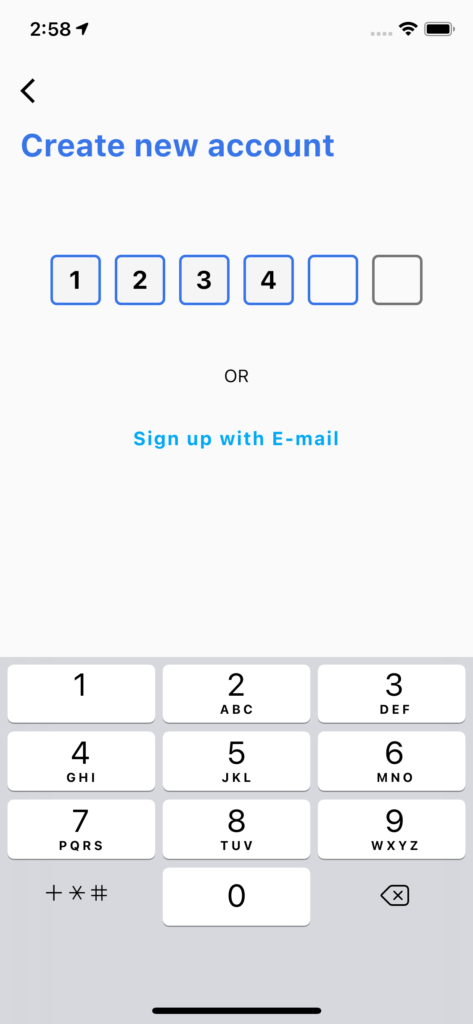 2:58
Create new account
1 2 3 4
OR
Sign up with E-mail
1 2 3
ABC DEF
4 5 6
GHI JKL MNO
7 8 9
PQRS TUV WXYZ
+*# 0